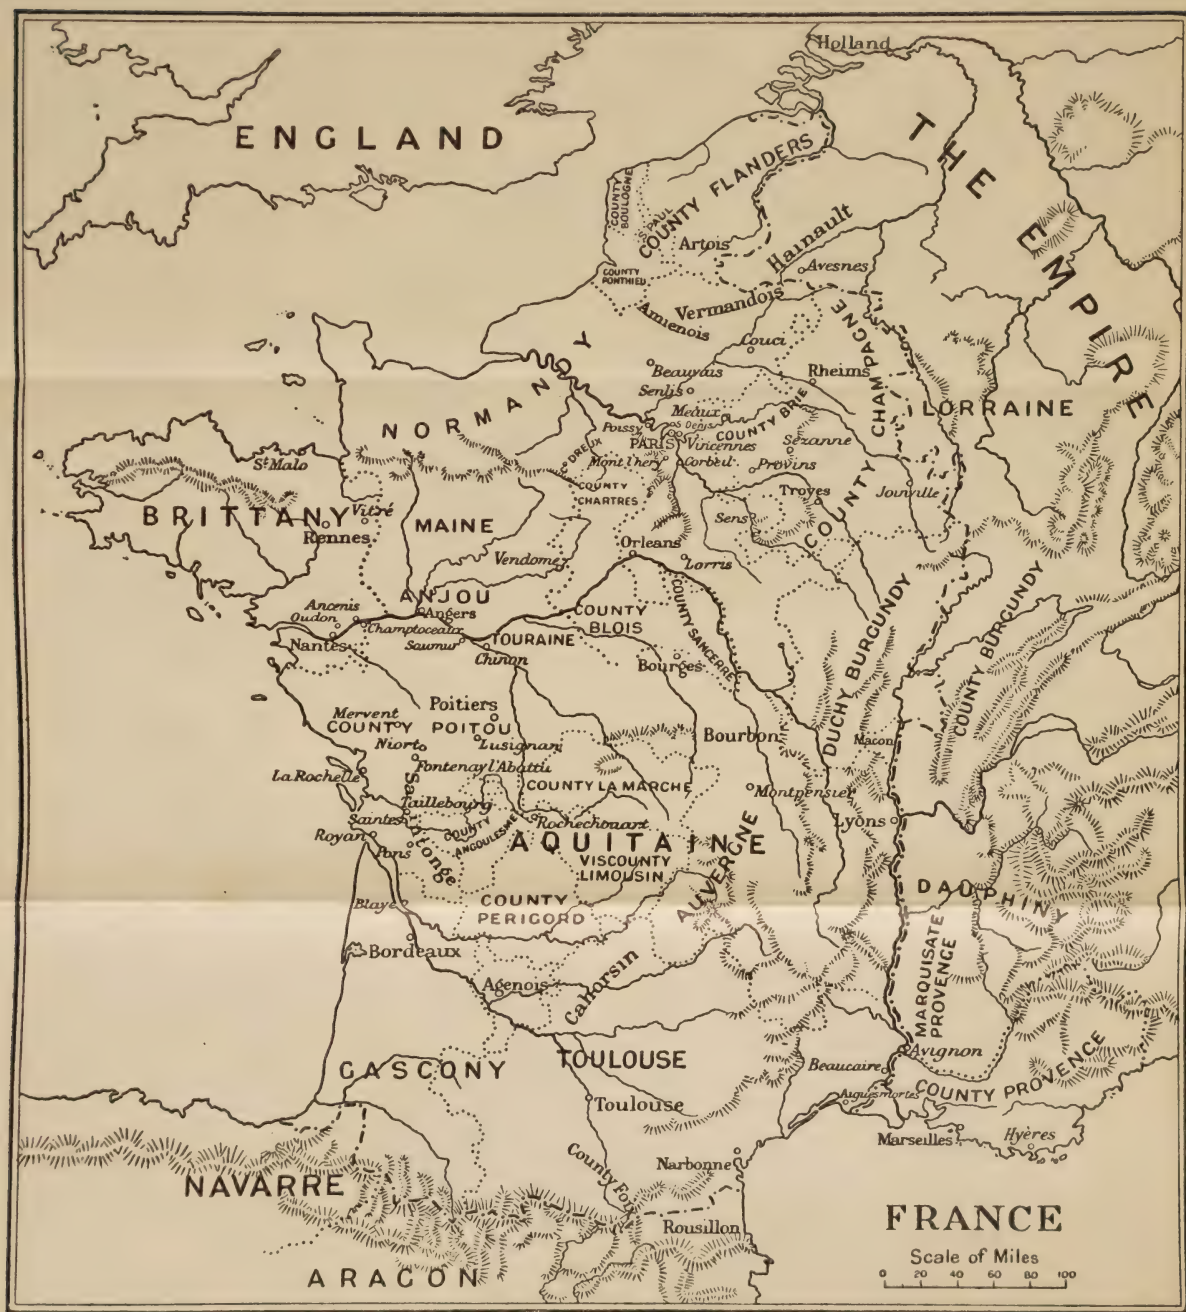 Holland
ENGLAND
THE EMPIRE
COUNTY BOULOGNE
S. PAUL
COUNTY FLANDERS
Artois
Hainault
Avesnes
COUNTY PONTHIEU
Vermandois
Amienois
Couci
CHAMPAGNE
COUNTY
NORMANDY
Beauvais
Senlis
Rheims
LORRAINE
Meaux
Poissy
S Denis
COUNTY BRIE
PARIS
Vincennes
Sezanne
DREUX
Montlhery
Corbeil
Provins
St Malo
COUNTY CHARTRES
Troyes
Joinville
BRITTANY
Vitré
Rennes
MAINE
Sens
Orleans
Lorris
Vendome
ANJOU
Angers
Ancenis
Oudon
Champtoceaux
Saumur
Nantes
TOURAINE
Chinon
COUNTY BLOIS
COUNTY SANCERRE
Bourges
DUCHY BURGUNDY
COUNTY BURGUNDY
Poitiers
Mervent
COUNTY POITOU
Niort
Lusignan
Bourbon
Macon
Fontenay l'Abattu
La Rochelle
COUNTY LA MARCHE
Montpensier
Saintonge
Taillebourg
Saintes
COUNTY ANGOULESME
Rochechouart
Lyons
Royan
Pons
AQUITAINE
VISCOUNTY LIMOUSIN
AUVERGNE
COUNTY PERIGORD
DAUPHINY
Blaye
Bordeaux
MARQUISATE PROVENCE
Agenois
Cahorsin
GASCONY
TOULOUSE
Beaucaire
Avignon
COUNTY PROVENCE
Aiguesmortes
Toulouse
Marseilles
Hyères
County Foix
Narbonne
NAVARRE
Rousillon
ARAGON
FRANCE
Scale of Miles
0 20 40 60 80 100